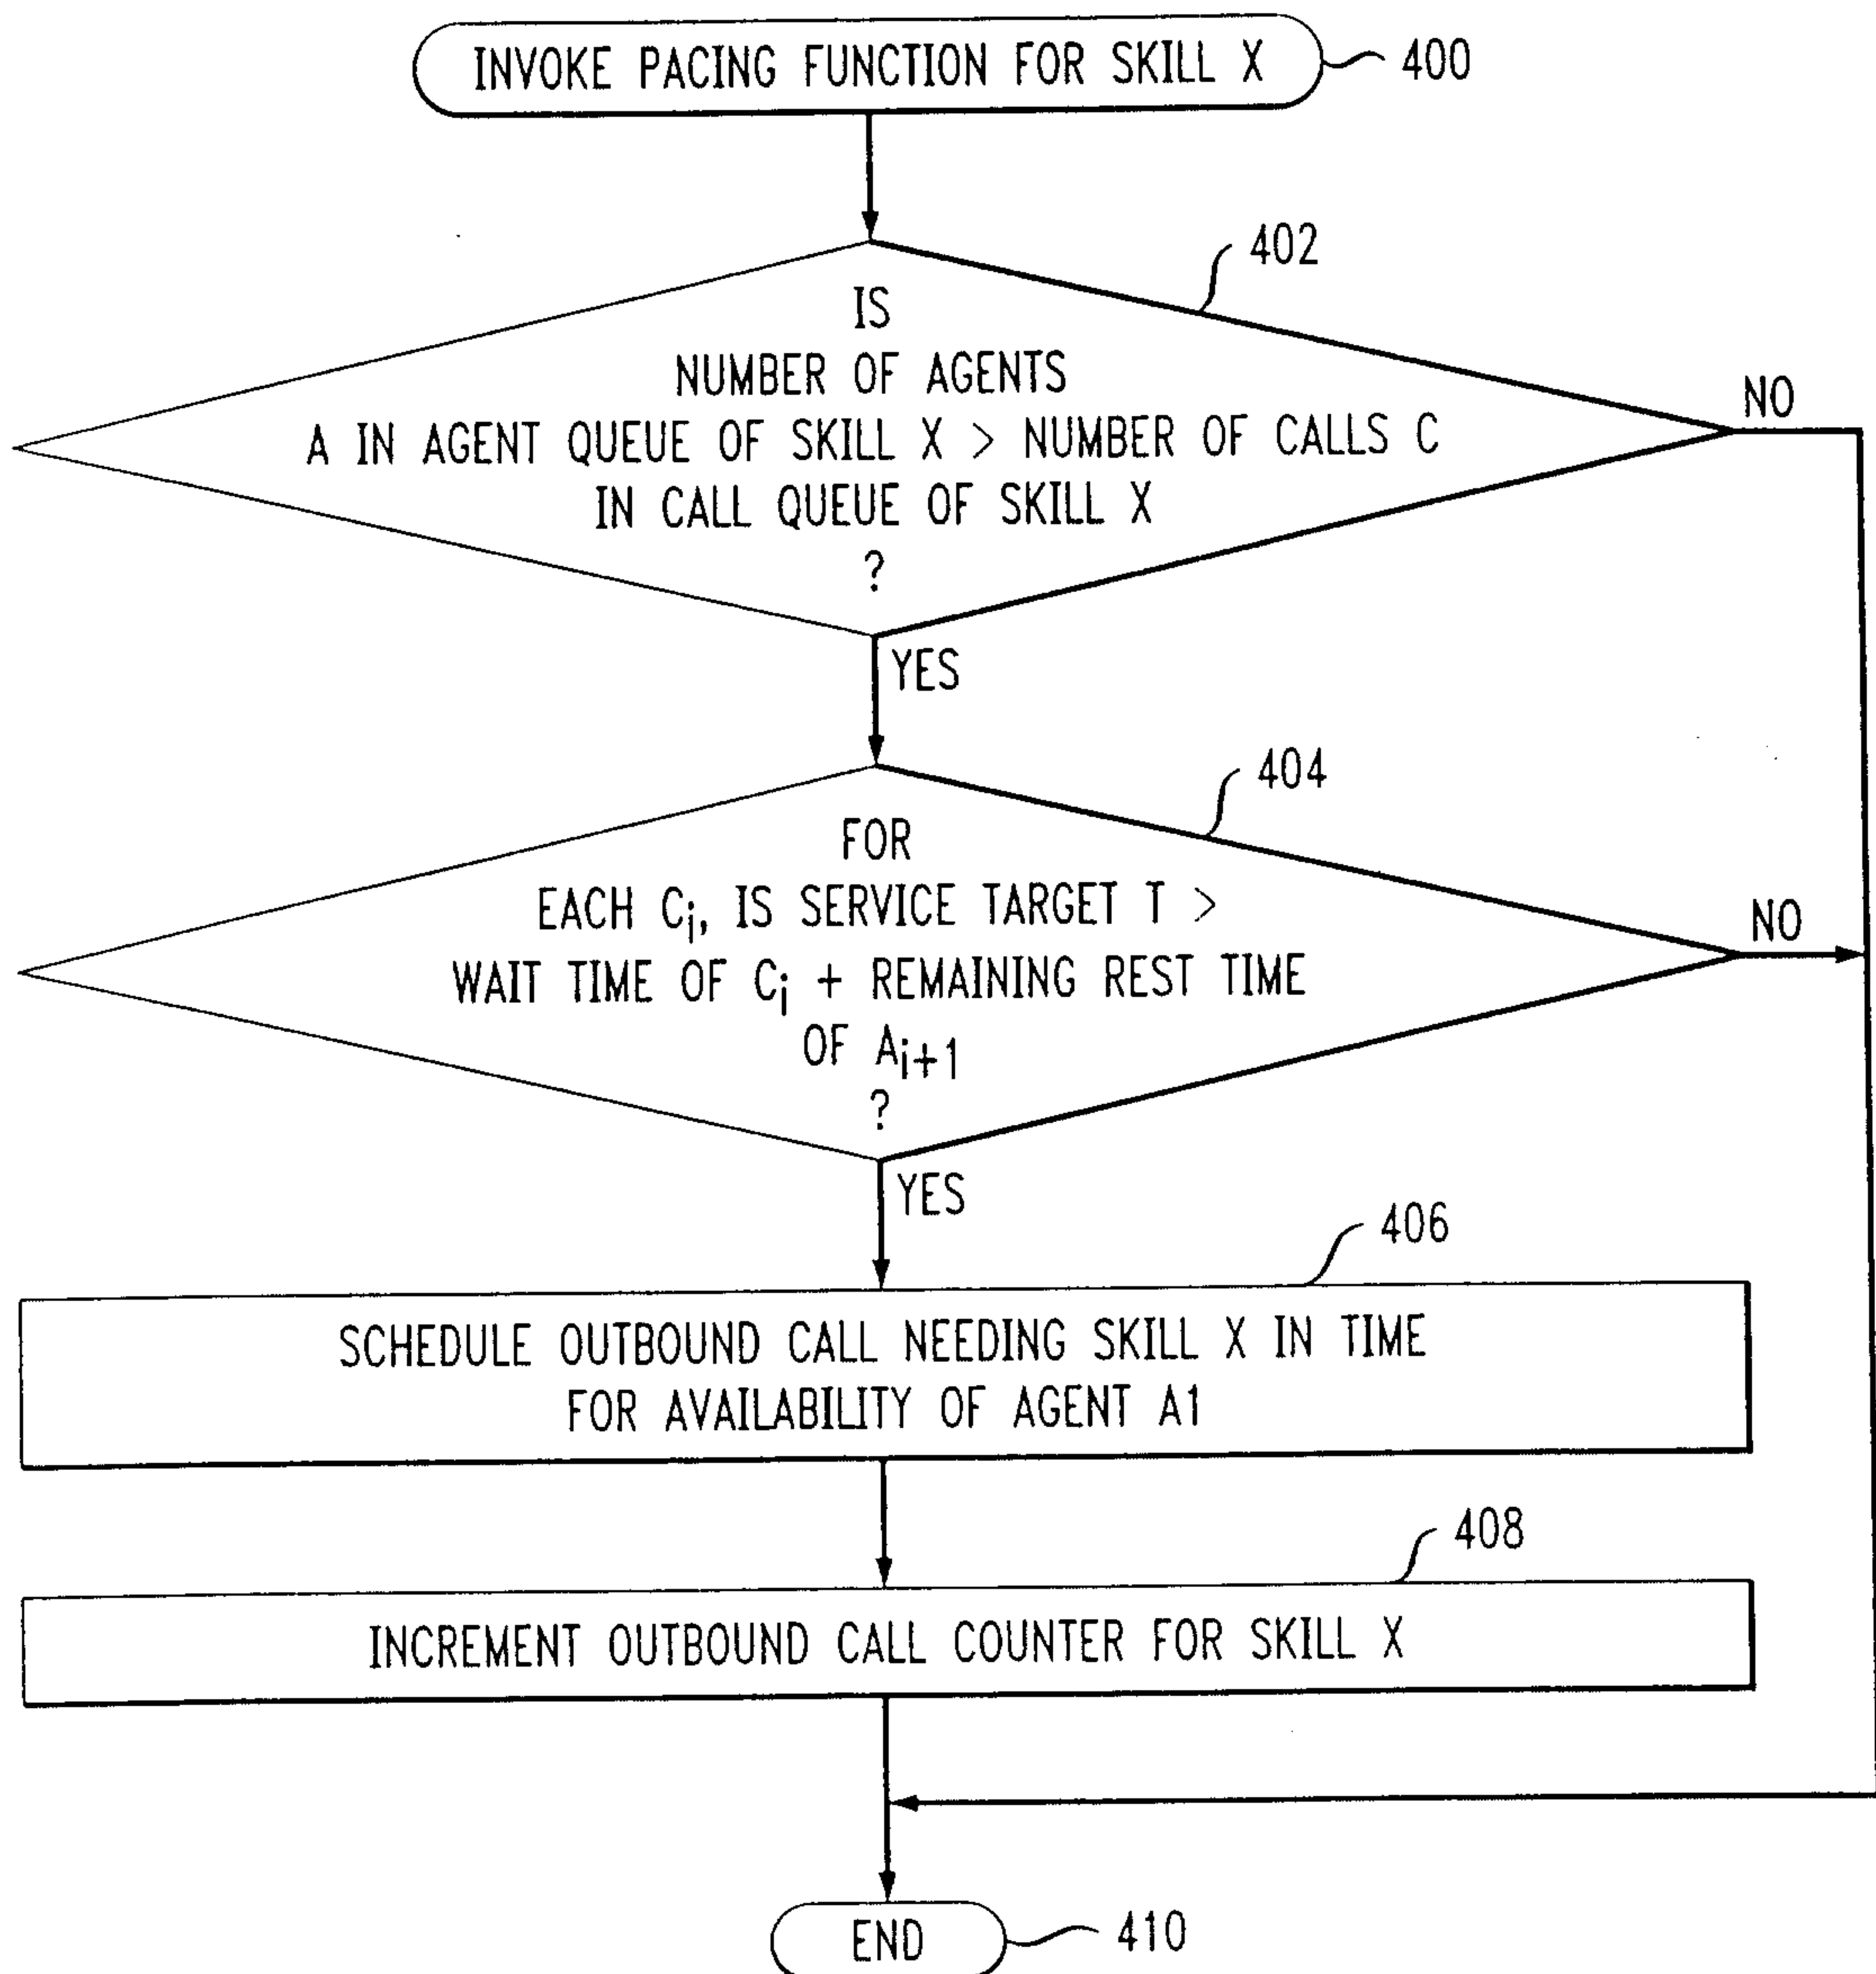 INVOKE PACING FUNCTION FOR SKILL X
400
402
IS
NUMBER OF AGENTS
A IN AGENT QUEUE OF SKILL X > NUMBER OF CALLS C
IN CALL QUEUE OF SKILL X
?
NO
YES
404
FOR
EACH Ci, IS SERVICE TARGET T >
WAIT TIME OF Ci + REMAINING REST TIME
OF Ai+1
?
NO
YES
406
SCHEDULE OUTBOUND CALL NEEDING SKILL X IN TIME
FOR AVAILABILITY OF AGENT A1
408
INCREMENT OUTBOUND CALL COUNTER FOR SKILL X
END
410